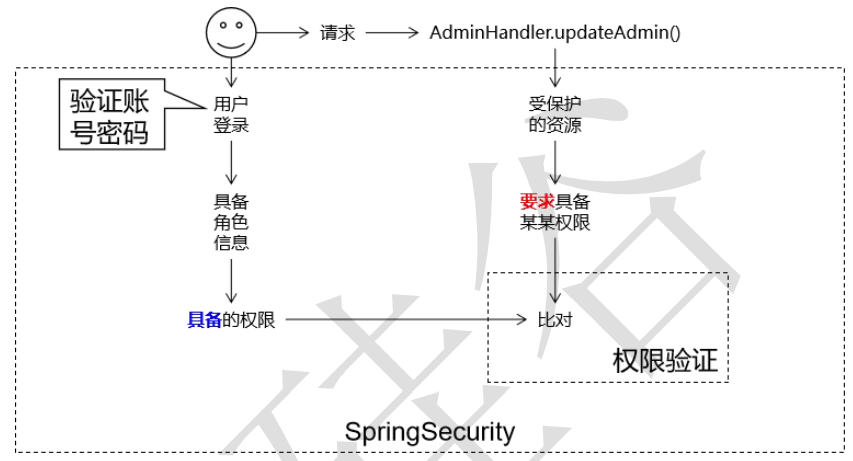 请求
AdminHandler.updateAdmin()
验证账
号密码
用户
登录
受保护
的资源
具备
角色
信息
要求具备
某某权限
具备的权限
比对
权限验证
SpringSecurity